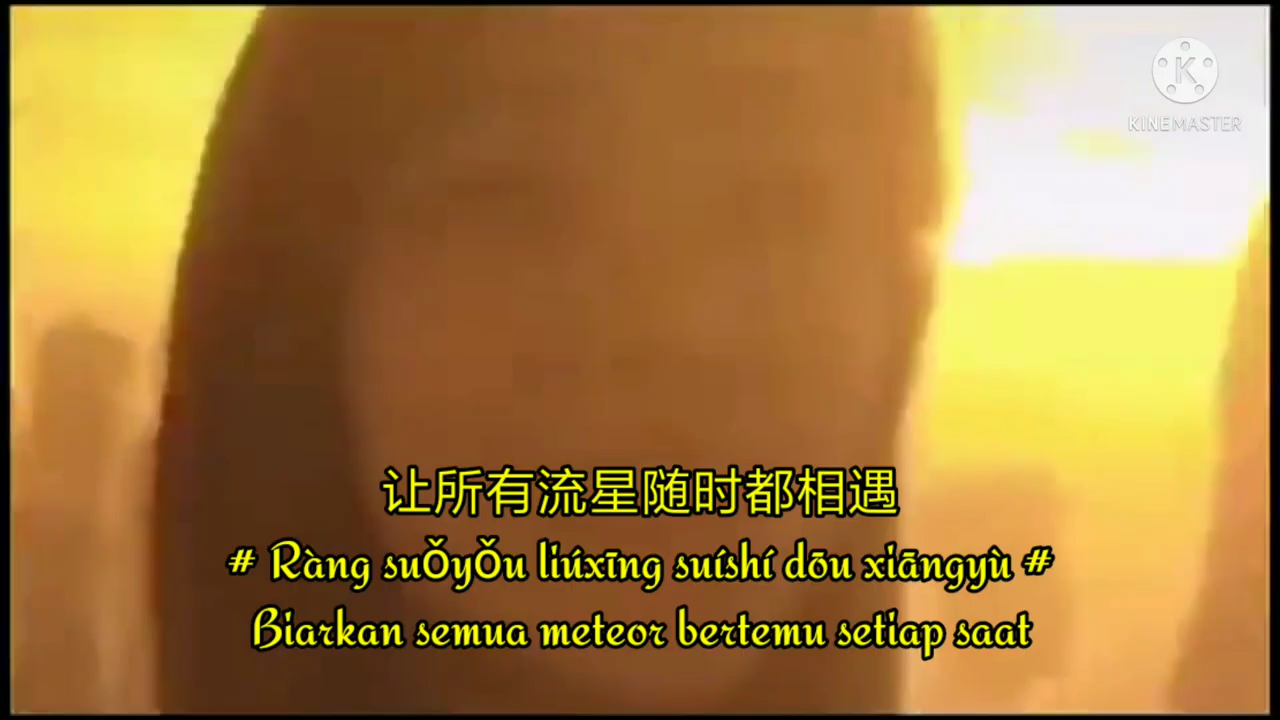 KINEMASTER
让所有流星随时都相遇
# Ràng suǒyǒu liúxīng suíshí dōu xiāngyù #
Biarkan semua meteor bertemu setiap saat